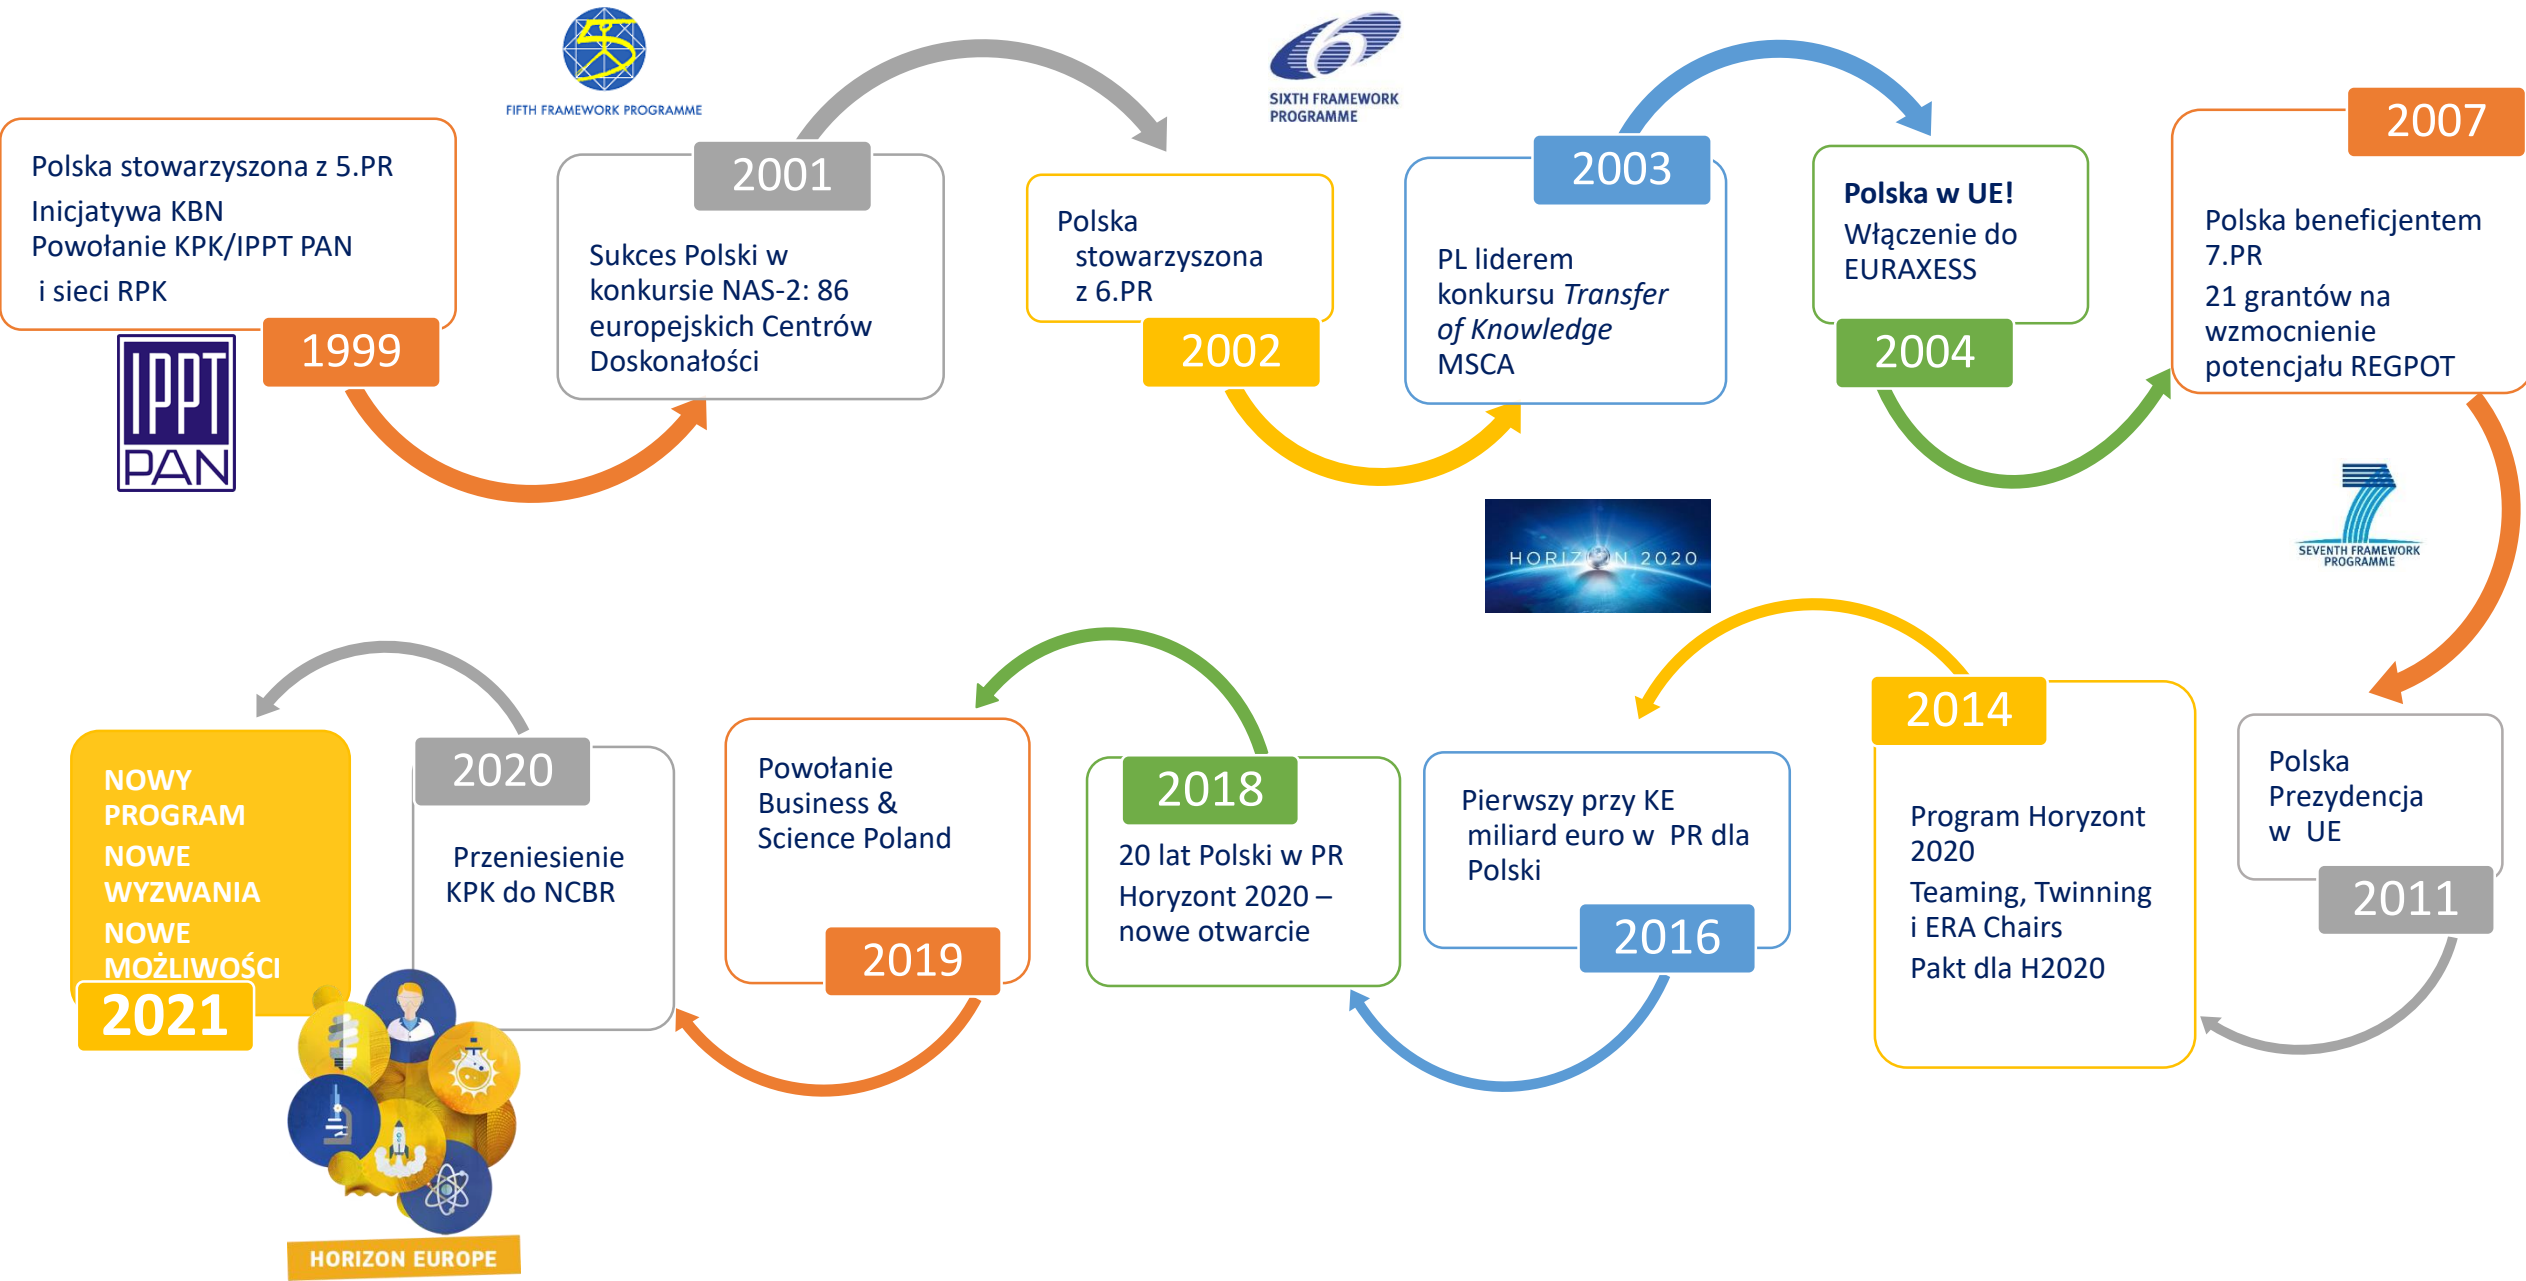 FIFTH FRAMEWORK PROGRAMME
SIXTH FRAMEWORK
PROGRAMME
Polska stowarzyszona z 5.PR
Inicjatywa KBN
Powołanie KPK/IPPT PAN
i sieci RPK
1999
IPPT
PAN
2001
Sukces Polski w
konkursie NAS-2: 86
europejskich Centrów
Doskonałości
Polska
stowarzyszona
z 6.PR
2002
2003
PL liderem
konkursu Transfer
of Knowledge
MSCA
Polska w UE!
Włączenie do
EURAXESS
2004
2007
Polska beneficjentem
7.PR
21 grantów na
wzmocnienie
potencjału REGPOT
SEVENTH FRAMEWORK
PROGRAMME
HORIZON 2020
Polska
Prezydencja
w UE
2011
2014
Program Horyzont
2020
Teaming, Twinning
i ERA Chairs
Pakt dla H2020
Pierwszy przy KE
miliard euro w PR dla
Polski
2016
2018
20 lat Polski w PR
Horyzont 2020 –
nowe otwarcie
Powołanie
Business &
Science Poland
2019
2020
Przeniesienie
KPK do NCBR
NOWY
PROGRAM
NOWE
WYZWANIA
NOWE
MOŻLIWOŚCI
2021
HORIZON EUROPE